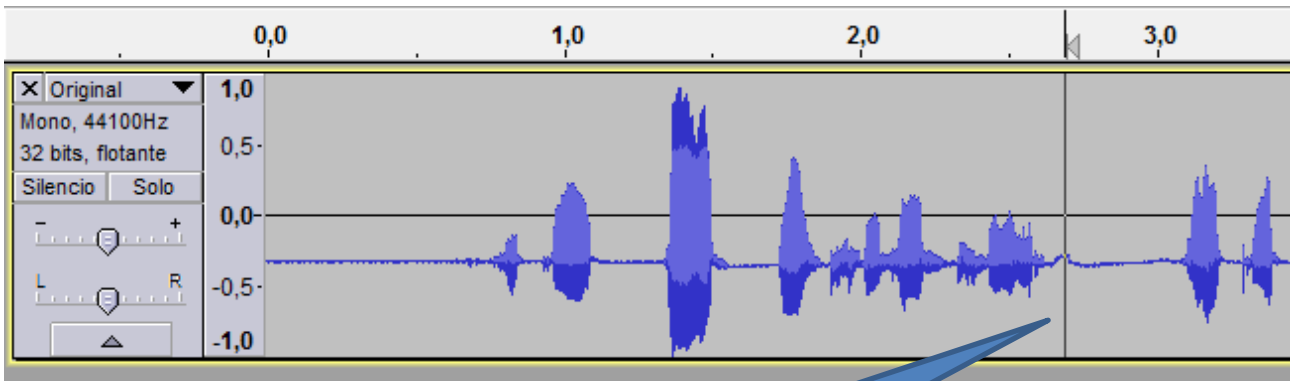 0,0 1,0 2,0 3,0
X Original
Mono, 44100Hz
32 bits, flotante
Silencio Solo
- +
L R
1,0
0,5-
0,0-
-0,5-
-1,0